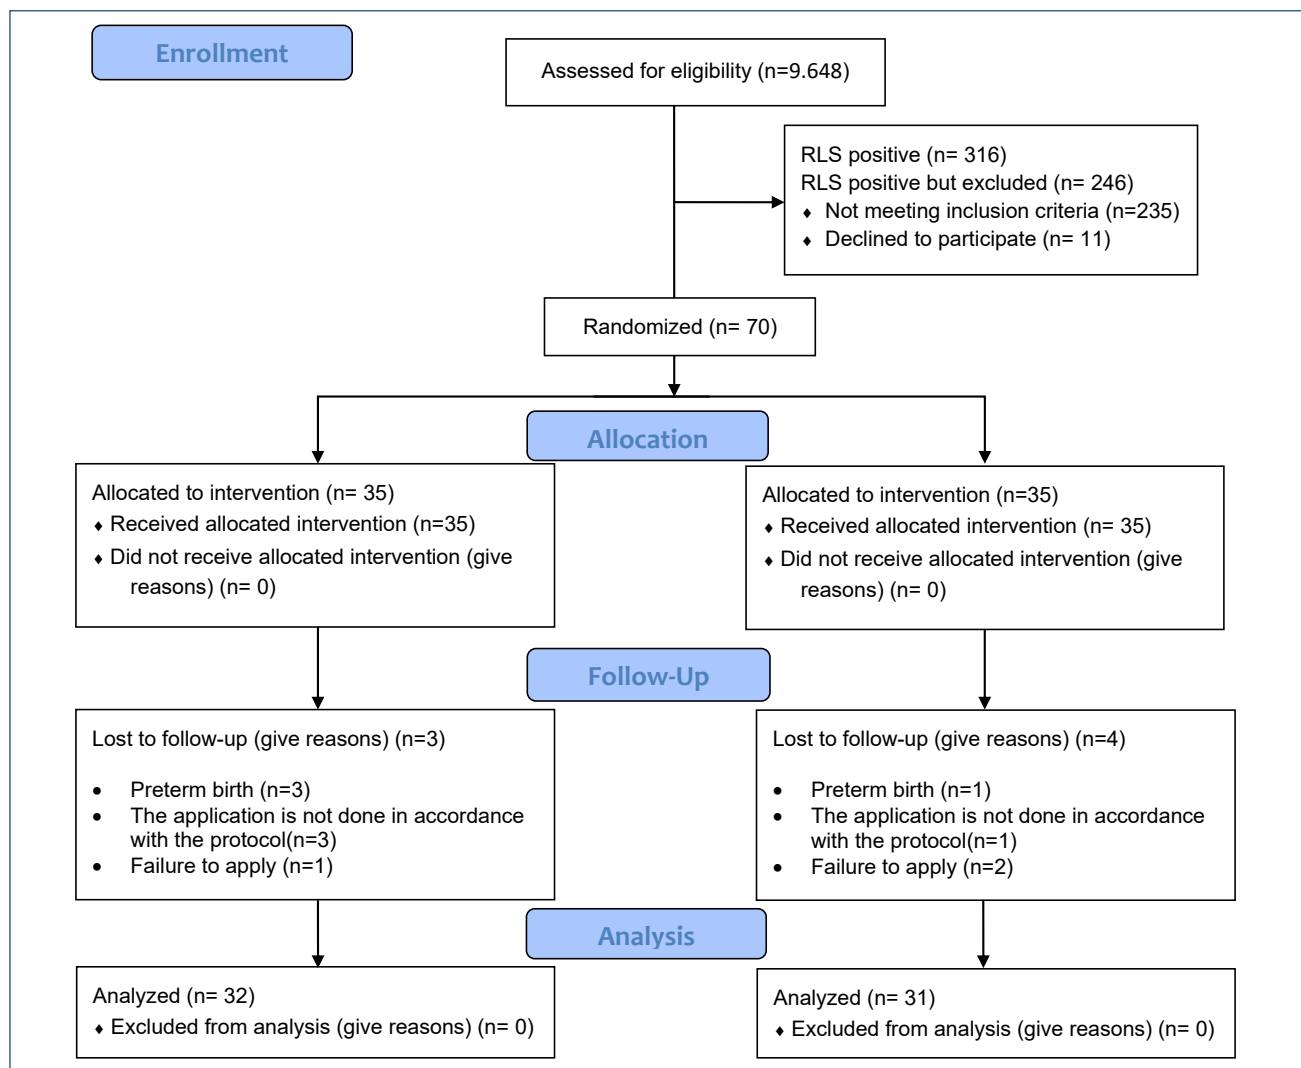 Enrollment
Assessed for eligibility (n=9.648)
RLS positive (n= 316)
RLS positive but excluded (n= 246)
♦ Not meeting inclusion criteria (n=235)
♦ Declined to participate (n= 11)
Randomized (n= 70)
Allocation
Allocated to intervention (n= 35)
♦ Received allocated intervention (n=35)
♦ Did not receive allocated intervention (give
reasons) (n= 0)
Allocated to intervention (n=35)
♦ Received allocated intervention (n= 35)
♦ Did not receive allocated intervention (give
reasons) (n= 0)
Follow-Up
Lost to follow-up (give reasons) (n=3)
• Preterm birth (n=3)
• The application is not done in accordance
with the protocol(n=3)
• Failure to apply (n=1)
Lost to follow-up (give reasons) (n=4)
• Preterm birth (n=1)
• The application is not done in accordance
with the protocol(n=1)
• Failure to apply (n=2)
Analysis
Analyzed (n= 32)
♦ Excluded from analysis (give reasons) (n= 0)
Analyzed (n= 31)
♦ Excluded from analysis (give reasons) (n= 0)